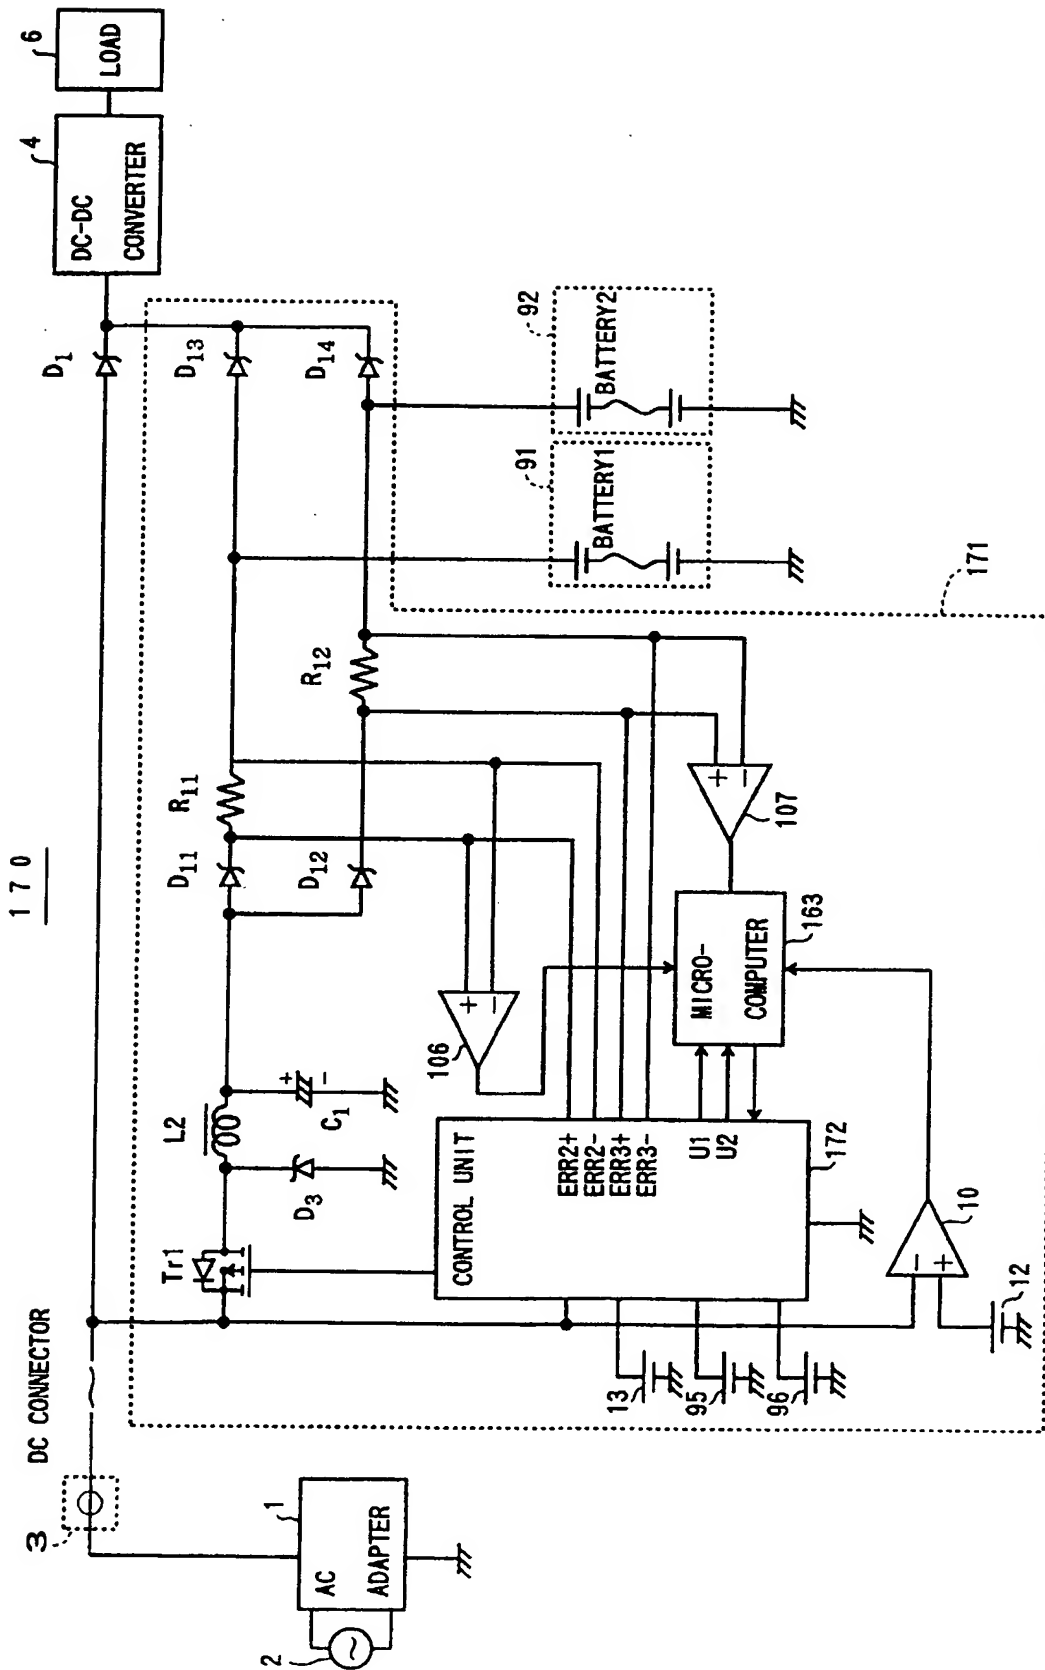 170
DC CONNECTOR
3
AC
ADAPTER
1
2
D1
DC-DC
CONVERTER
4
LOAD
6
Tr1
L2
D3
C1
+
−
D11
R11
D13
D12
R12
D14
91
BATTERY1
92
BATTERY2
171
CONTROL UNIT
ERR2+
ERR2-
ERR3+
ERR3-
U1
U2
172
106
+
−
107
+
−
MICRO-
COMPUTER
163
13
95
96
10
−
+
12